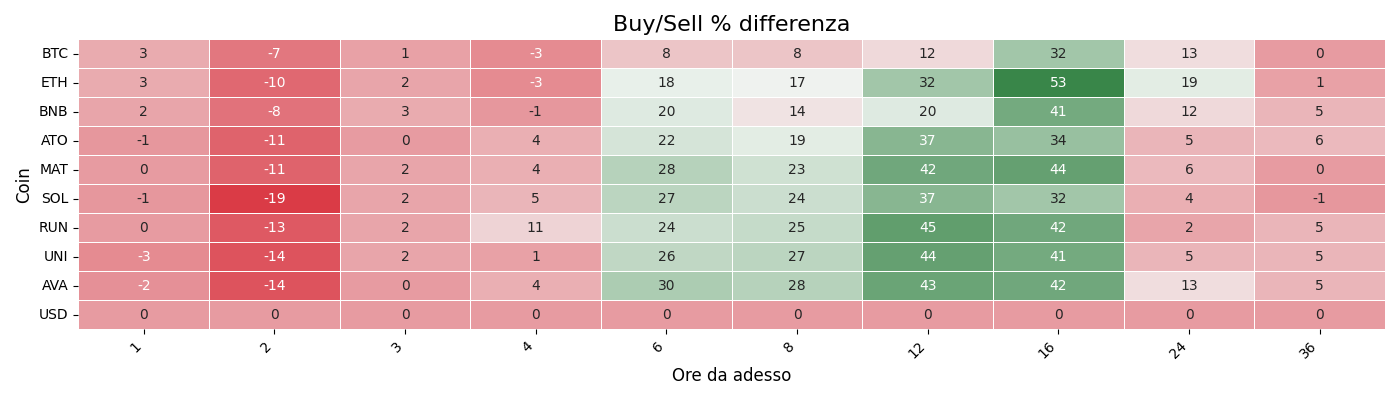 Buy/Sell % differenza
Coin
BTC 3 -7 1 -3 8 8 12 32 13 0
ETH 3 -10 2 -3 18 17 32 53 19 1
BNB 2 -8 3 -1 20 14 20 41 12 5
ATO -1 -11 0 4 22 19 37 34 5 6
MAT 0 -11 2 4 28 23 42 44 6 0
SOL -1 -19 2 5 27 24 37 32 4 -1
RUN 0 -13 2 11 24 25 45 42 2 5
UNI -3 -14 2 1 26 27 44 41 5 5
AVA -2 -14 0 4 30 28 43 42 13 5
USD 0 0 0 0 0 0 0 0 0 0
1 2 3 4 6 8 12 16 24 36
Ore da adesso